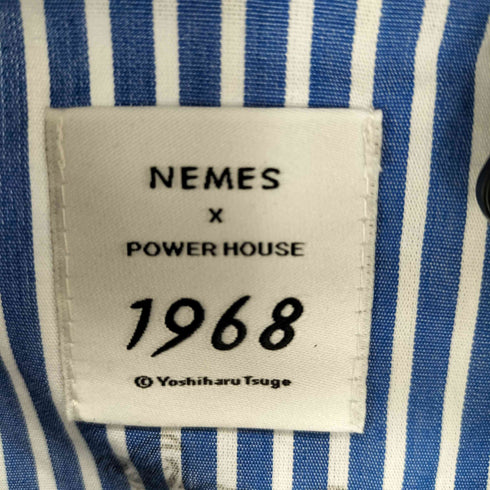 NEMES
x
POWER HOUSE
1968
© Yoshiharu Tsuge